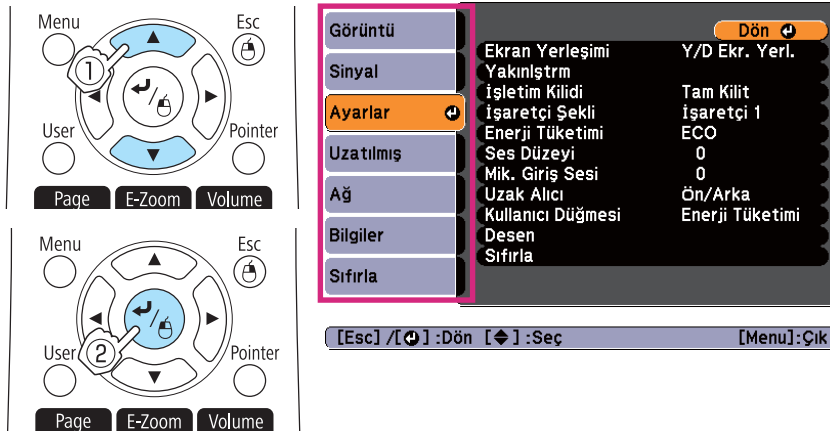 Menu Esc
1
User Pointer
Page E-Zoom Volume
Menu Esc
2
User Pointer
Page E-Zoom Volume
Görüntü
Sinyal
Ayarlar
Uzatılmış
Ağ
Bilgiler
Sıfırla
Dön
Ekran Yerleşimi Y/D Ekr. Yerl.
Yakınlştrm
İşletim Kilidi Tam Kilit
İşaretçi Şekli İşaretçi 1
Enerji Tüketimi ECO
Ses Düzeyi 0
Mik. Giriş Sesi 0
Uzak Alıcı Ön/Arka
Kullanıcı Düğmesi Enerji Tüketimi
Desen
Sıfırla
[Esc] /[ ] :Dön [ ] :Seç [Menu]:Çık